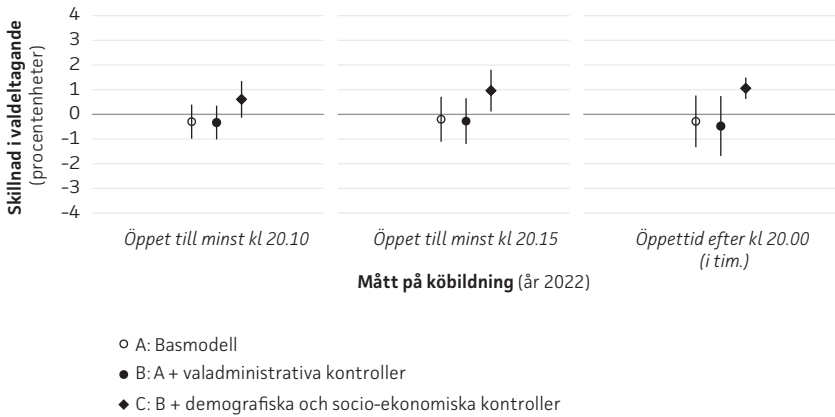 Skillnad i valdeltagande
(procentenheter)
4
3
2
1
0
–1
–2
–3
–4
Öppet till minst kl 20.10
Öppet till minst kl 20.15
Öppettid efter kl 20.00
(i tim.)
Mått på köbildning (år 2022)
A: Basmodell
B: A + valadministrativa kontroller
C: B + demografiska och socio-ekonomiska kontroller